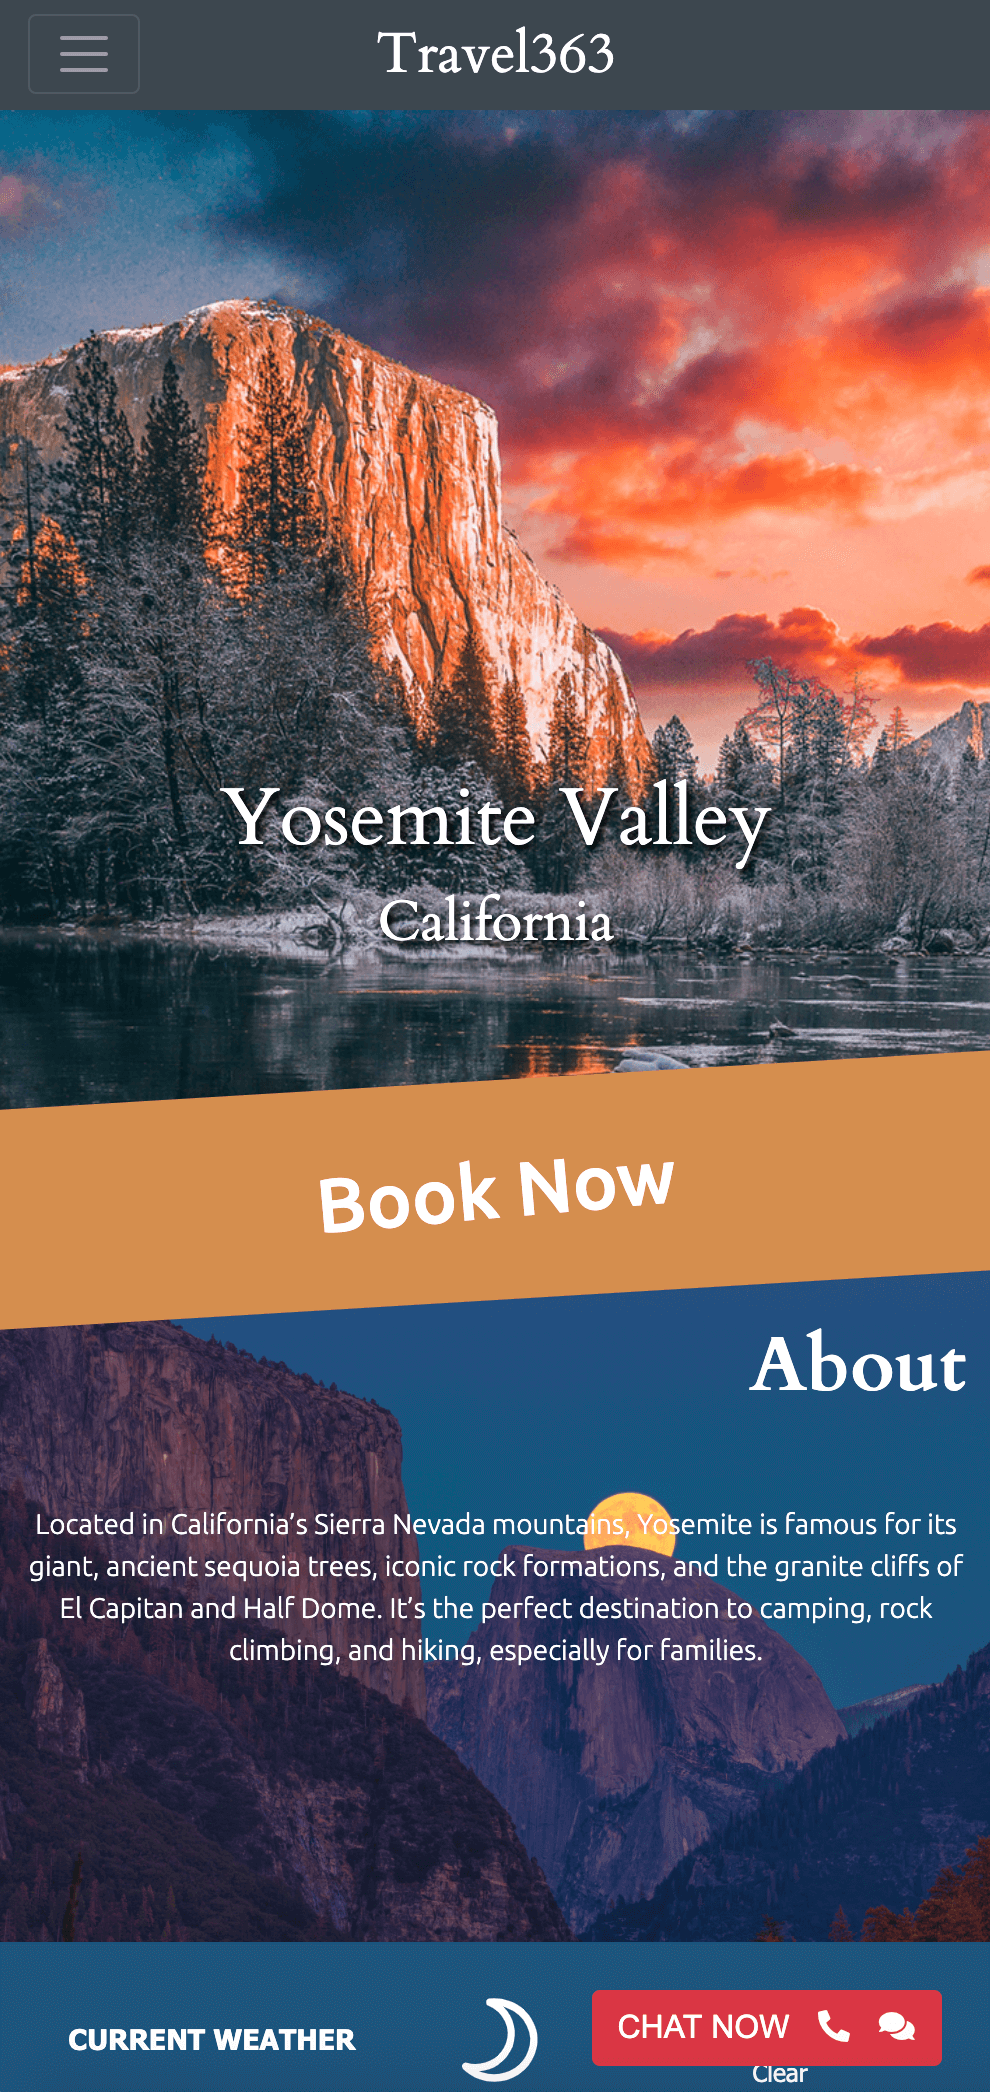 Travel363
Yosemite Valley
California
Book Now
About
Located in California’s Sierra Nevada mountains, Yosemite is famous for its
giant, ancient sequoia trees, iconic rock formations, and the granite cliffs of
El Capitan and Half Dome. It’s the perfect destination to camping, rock
climbing, and hiking, especially for families.
CURRENT WEATHER
CHAT NOW
Clear